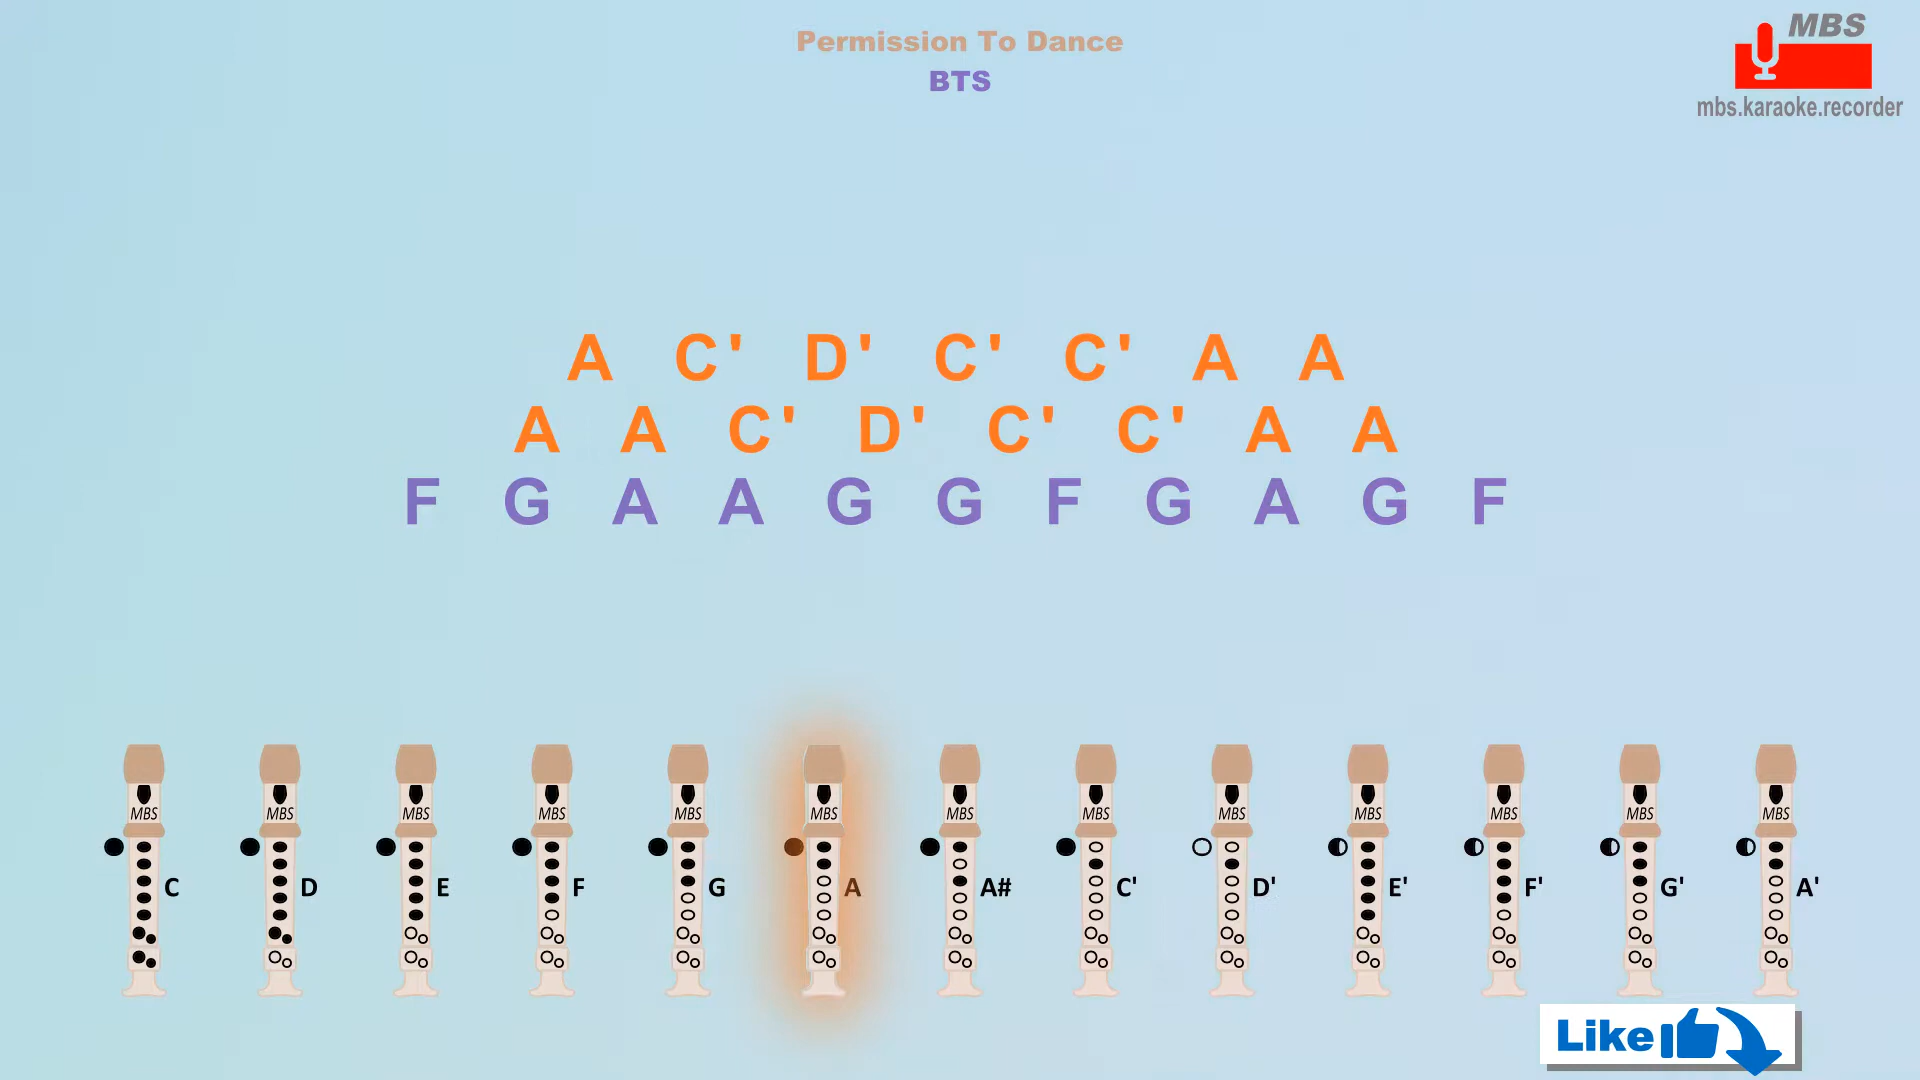 Permission To Dance
BTS
MBS
mbs.karaoke.recorder
A C' D' C' C' A A
A A C' D' C' C' A A
F G A A G G F G A G F
MBS MBS MBS MBS MBS MBS MBS MBS MBS MBS MBS MBS MBS
C D E F G A A# C' D' E' F' G' A'
Like